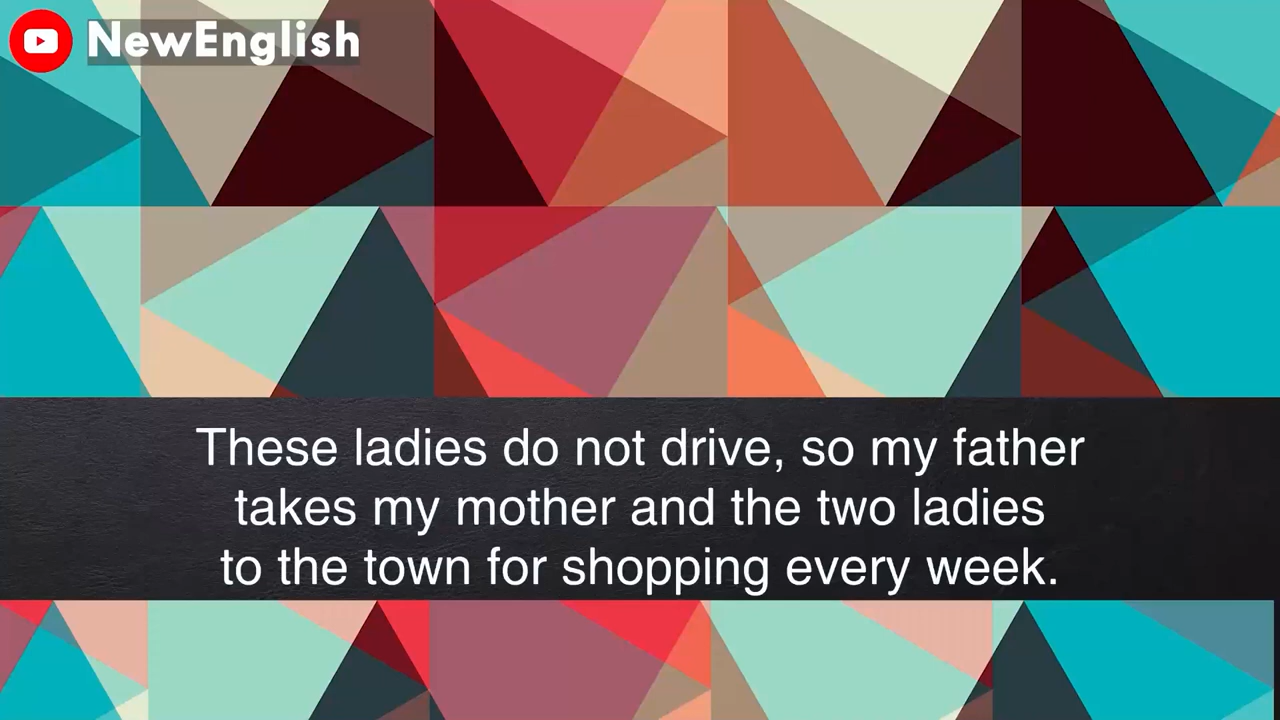 NewEnglish
These ladies do not drive, so my father
takes my mother and the two ladies
to the town for shopping every week.